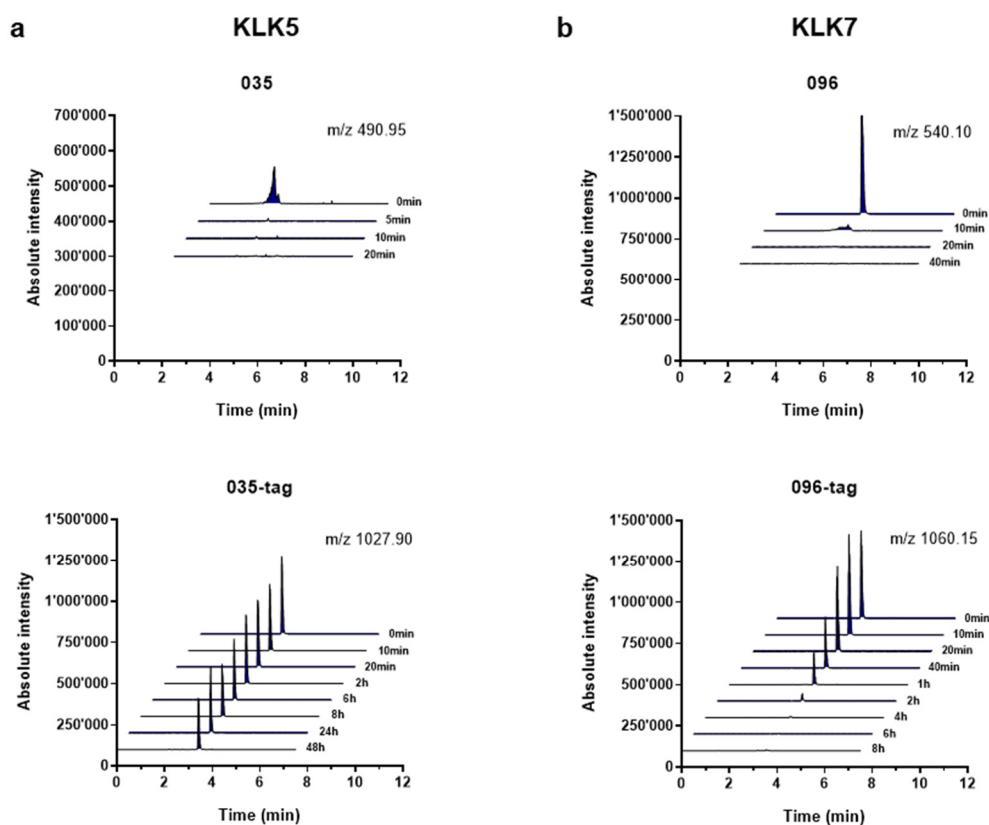 a
KLK5
035
m/z 490.95
700'000
600'000
500'000
400'000
300'000
200'000
100'000
0
Absolute intensity
0min
5min
10min
20min
0 2 4 6 8 10 12
Time (min)
035-tag
m/z 1027.90
1'500'000
1'250'000
1'000'000
750'000
500'000
250'000
0
Absolute intensity
0min
10min
20min
2h
6h
8h
24h
48h
0 2 4 6 8 10 12
Time (min)
b
KLK7
096
m/z 540.10
1'500'000
1'250'000
1'000'000
750'000
500'000
250'000
0
Absolute intensity
0min
10min
20min
40min
0 2 4 6 8 10 12
Time (min)
096-tag
m/z 1060.15
1'500'000
1'250'000
1'000'000
750'000
500'000
250'000
0
Absolute intensity
0min
10min
20min
40min
1h
2h
4h
6h
8h
0 2 4 6 8 10 12
Time (min)